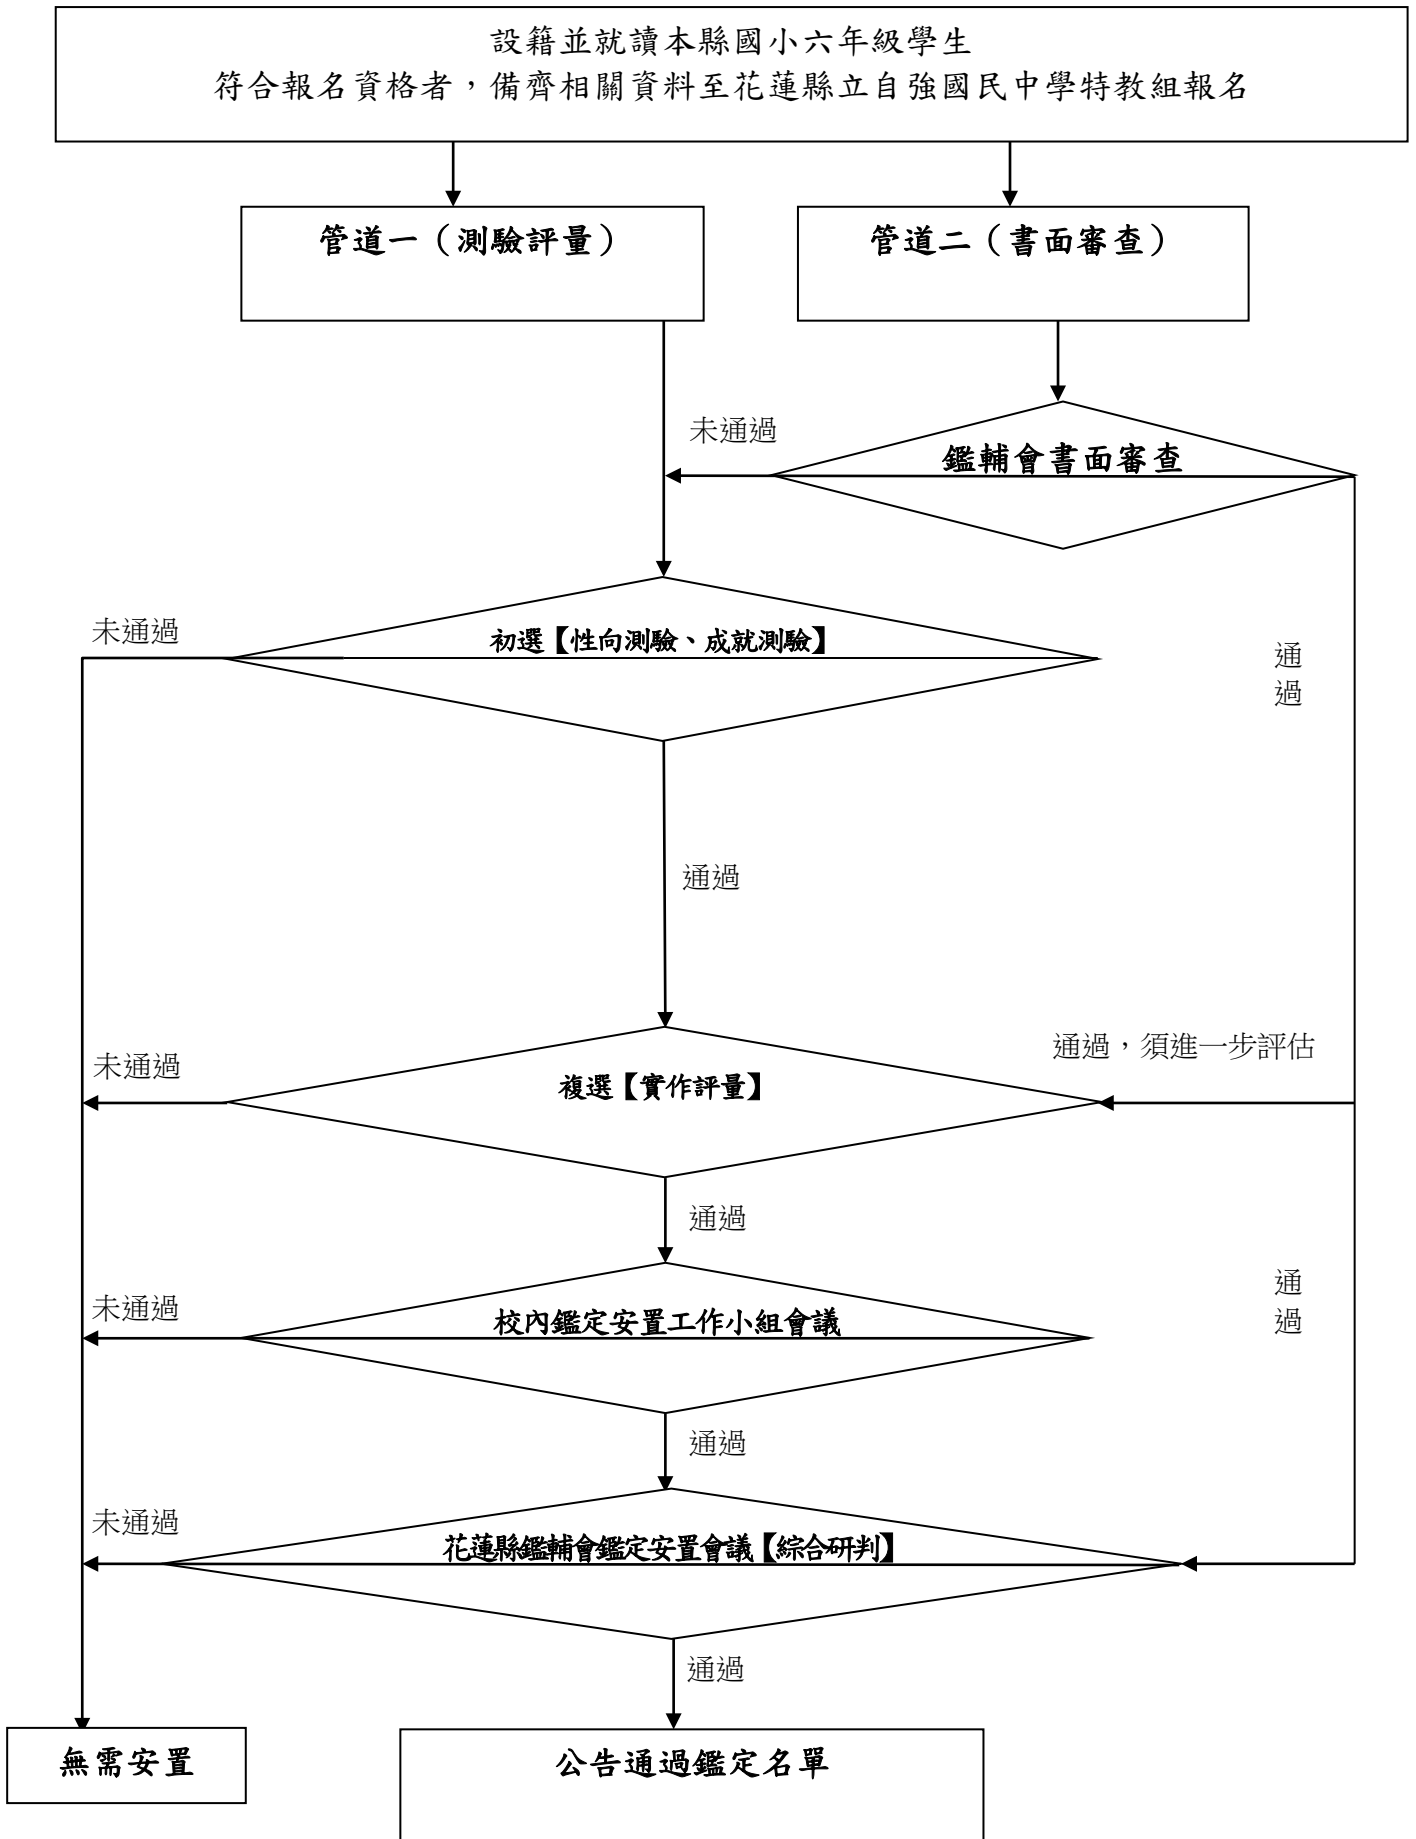 設籍並就讀本縣國小六年級學生
符合報名資格者，備齊相關資料至花蓮縣立自強國民中學特教組報名
管道一（測驗評量）
管道二（書面審查）
未通過
鑑輔會書面審查
未通過
初選【性向測驗、成就測驗】
通
過
通過
通過，須進一步評估
未通過
複選【實作評量】
通過
未通過
校內鑑定安置工作小組會議
通
過
通過
未通過
花蓮縣鑑輔會鑑定安置會議【綜合研判】
通過
無需安置
公告通過鑑定名單